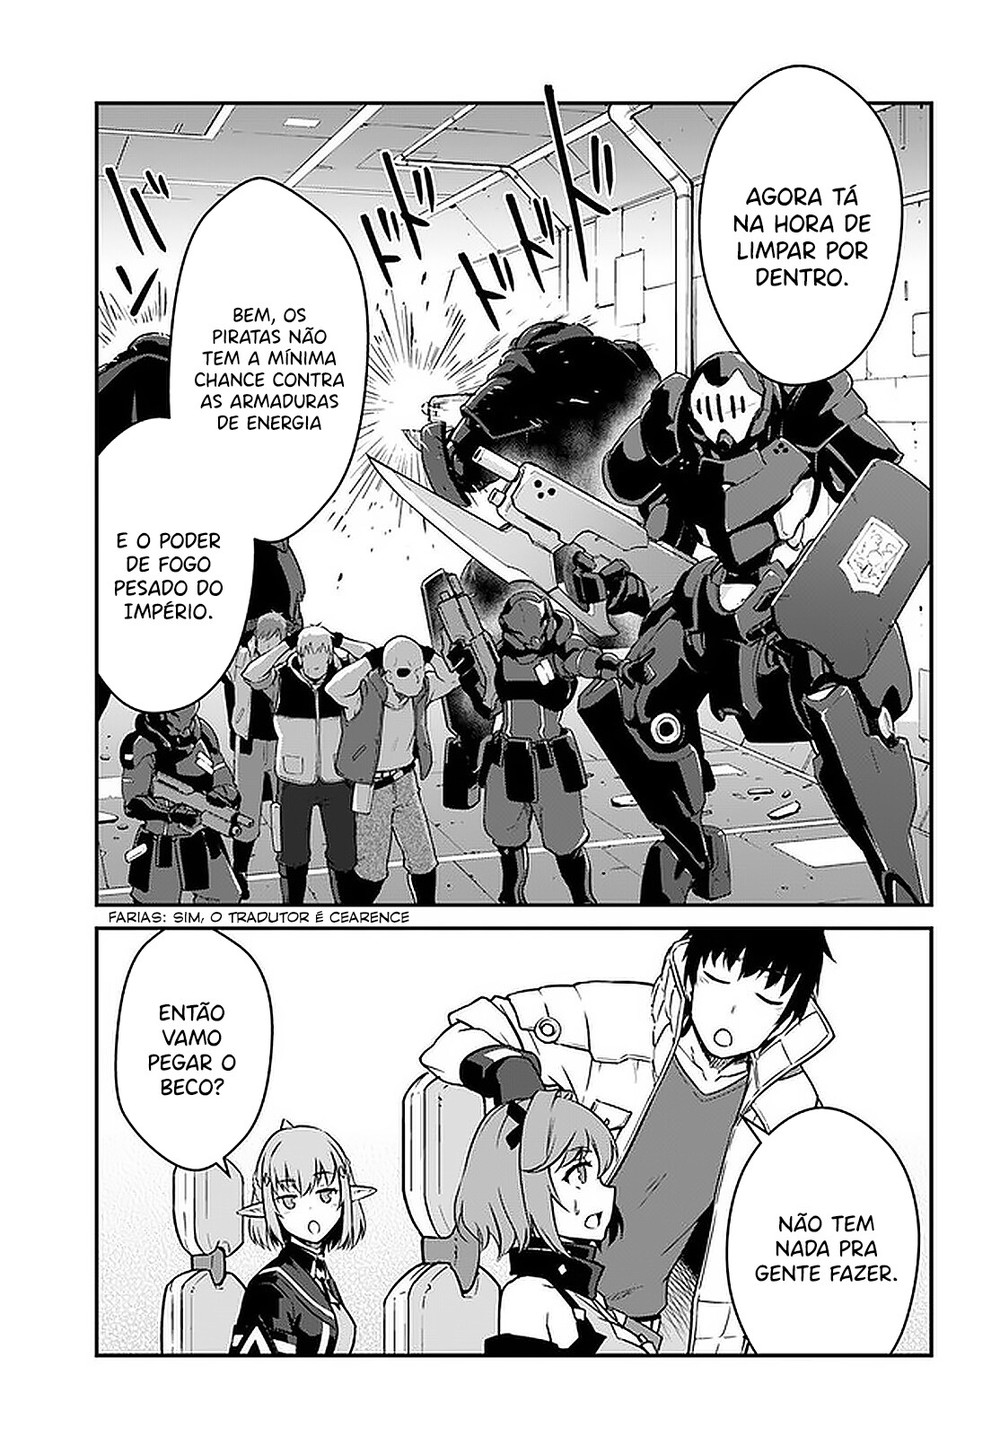 AGORA TÁ
NA HORA DE
LIMPAR POR
DENTRO.
BEM, OS
PIRATAS NÃO
TEM A MÍNIMA
CHANCE CONTRA
AS ARMADURAS
DE ENERGIA
E O PODER
DE FOGO
PESADO DO
IMPÉRIO.
FARIAS: SIM, O TRADUTOR É CEARENCE
NÃO TEM
NADA PRA
GENTE FAZER.
ENTÃO
VAMO
PEGAR O
BECO?